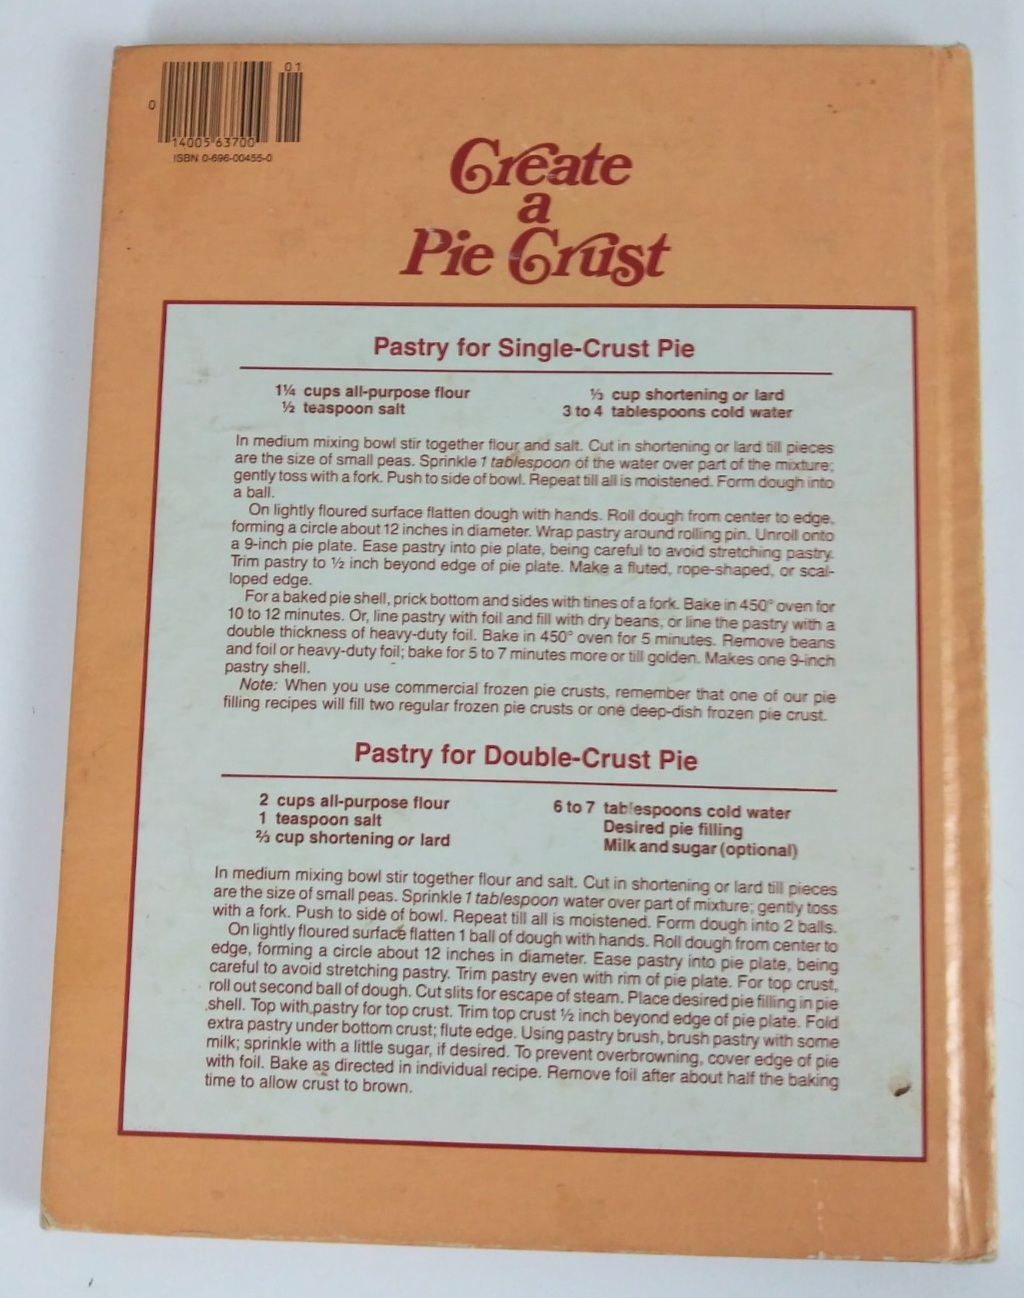 01
0
14005 63700
ISBN 0-696-00455-0
Create
a
Pie Crust
Pastry for Single-Crust Pie
1¼ cups all-purpose flour
½ teaspoon salt
⅓ cup shortening or lard
3 to 4 tablespoons cold water
In medium mixing bowl stir together flour and salt. Cut in shortening or lard till pieces
are the size of small peas. Sprinkle 1 tablespoon of the water over part of the mixture;
gently toss with a fork. Push to side of bowl. Repeat till all is moistened. Form dough into
a ball.
On lightly floured surface flatten dough with hands. Roll dough from center to edge,
forming a circle about 12 inches in diameter. Wrap pastry around rolling pin. Unroll onto
a 9-inch pie plate. Ease pastry into pie plate, being careful to avoid stretching pastry.
Trim pastry to ½ inch beyond edge of pie plate. Make a fluted, rope-shaped, or scal-
loped edge.
For a baked pie shell, prick bottom and sides with tines of a fork. Bake in 450° oven for
10 to 12 minutes. Or, line pastry with foil and fill with dry beans, or line the pastry with a
double thickness of heavy-duty foil. Bake in 450° oven for 5 minutes. Remove beans
and foil or heavy-duty foil; bake for 5 to 7 minutes more or till golden. Makes one 9-inch
pastry shell.
Note: When you use commercial frozen pie crusts, remember that one of our pie
filling recipes will fill two regular frozen pie crusts or one deep-dish frozen pie crust.
Pastry for Double-Crust Pie
2 cups all-purpose flour
1 teaspoon salt
⅔ cup shortening or lard
6 to 7 tablespoons cold water
Desired pie filling
Milk and sugar (optional)
In medium mixing bowl stir together flour and salt. Cut in shortening or lard till pieces
are the size of small peas. Sprinkle 1 tablespoon water over part of mixture; gently toss
with a fork. Push to side of bowl. Repeat till all is moistened. Form dough into 2 balls.
On lightly floured surface flatten 1 ball of dough with hands. Roll dough from center to
edge, forming a circle about 12 inches in diameter. Ease pastry into pie plate, being
careful to avoid stretching pastry. Trim pastry even with rim of pie plate. For top crust,
roll out second ball of dough. Cut slits for escape of steam. Place desired pie filling in pie
shell. Top with pastry for top crust. Trim top crust ½ inch beyond edge of pie plate. Fold
extra pastry under bottom crust; flute edge. Using pastry brush, brush pastry with some
milk; sprinkle with a little sugar, if desired. To prevent overbrowning, cover edge of pie
with foil. Bake as directed in individual recipe. Remove foil after about half the baking
time to allow crust to brown.